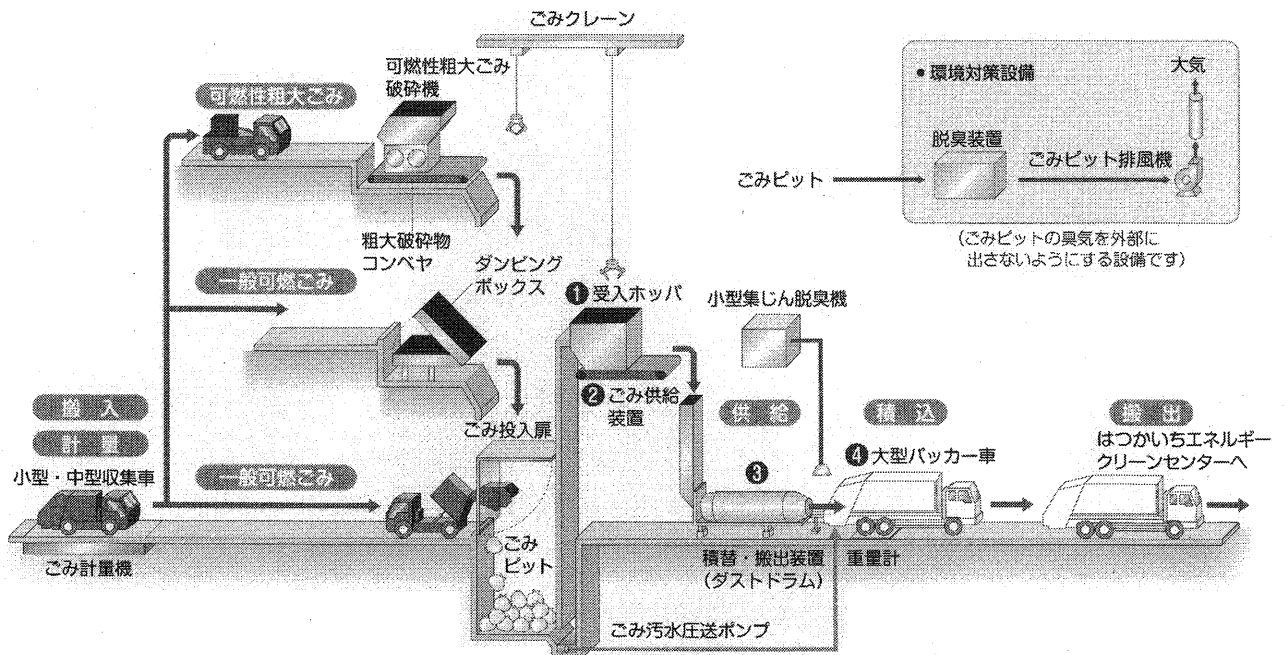 ごみクレーン
可燃性粗大ごみ
破砕機
可燃性粗大ごみ
粗大破砕物
コンベヤ
●環境対策設備
大気
脱臭装置
ごみピット排風機
ごみピット
(ごみピットの臭気を外部に
出さないようにする設備です)
一般可燃ごみ
ダンピング
ボックス
❶受入ホッパ
小型集じん脱臭機
❷ごみ供給
装置
搬入
計量
小型・中型収集車
一般可燃ごみ
ごみ計量機
ごみ投入扉
ごみ
ピット
供給
積込
搬出
❸
❹大型パッカー車
はつかいちエネルギー
クリーンセンターへ
積替・搬出装置
(ダストドラム)
重量計
ごみ汚水圧送ポンプ